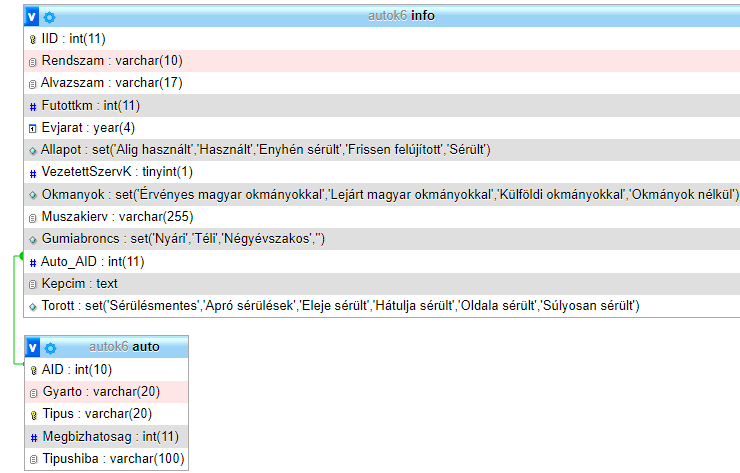 autok6 info
IID : int(11)
Rendszam : varchar(10)
Alvazszam : varchar(17)
# Futottkm : int(11)
Evjarat : year(4)
Allapot : set('Alig használt','Használt','Enyhén sérült','Frissen felújított','Sérült')
# VezetettSzervK : tinyint(1)
Okmanyok : set('Érvényes magyar okmányokkal','Lejárt magyar okmányokkal','Külföldi okmányokkal','Okmányok nélkül')
Muszakierv : varchar(255)
Gumiabroncs : set('Nyári','Téli','Négyévszakos','')
# Auto_AID : int(11)
Kepcim : text
Torott : set('Sérülésmentes','Apró sérülések','Eleje sérült','Hátulja sérült','Oldala sérült','Súlyosan sérült')
autok6 auto
AID : int(10)
Gyarto : varchar(20)
Tipus : varchar(20)
# Megbizhatosag : int(11)
Tipushiba : varchar(100)